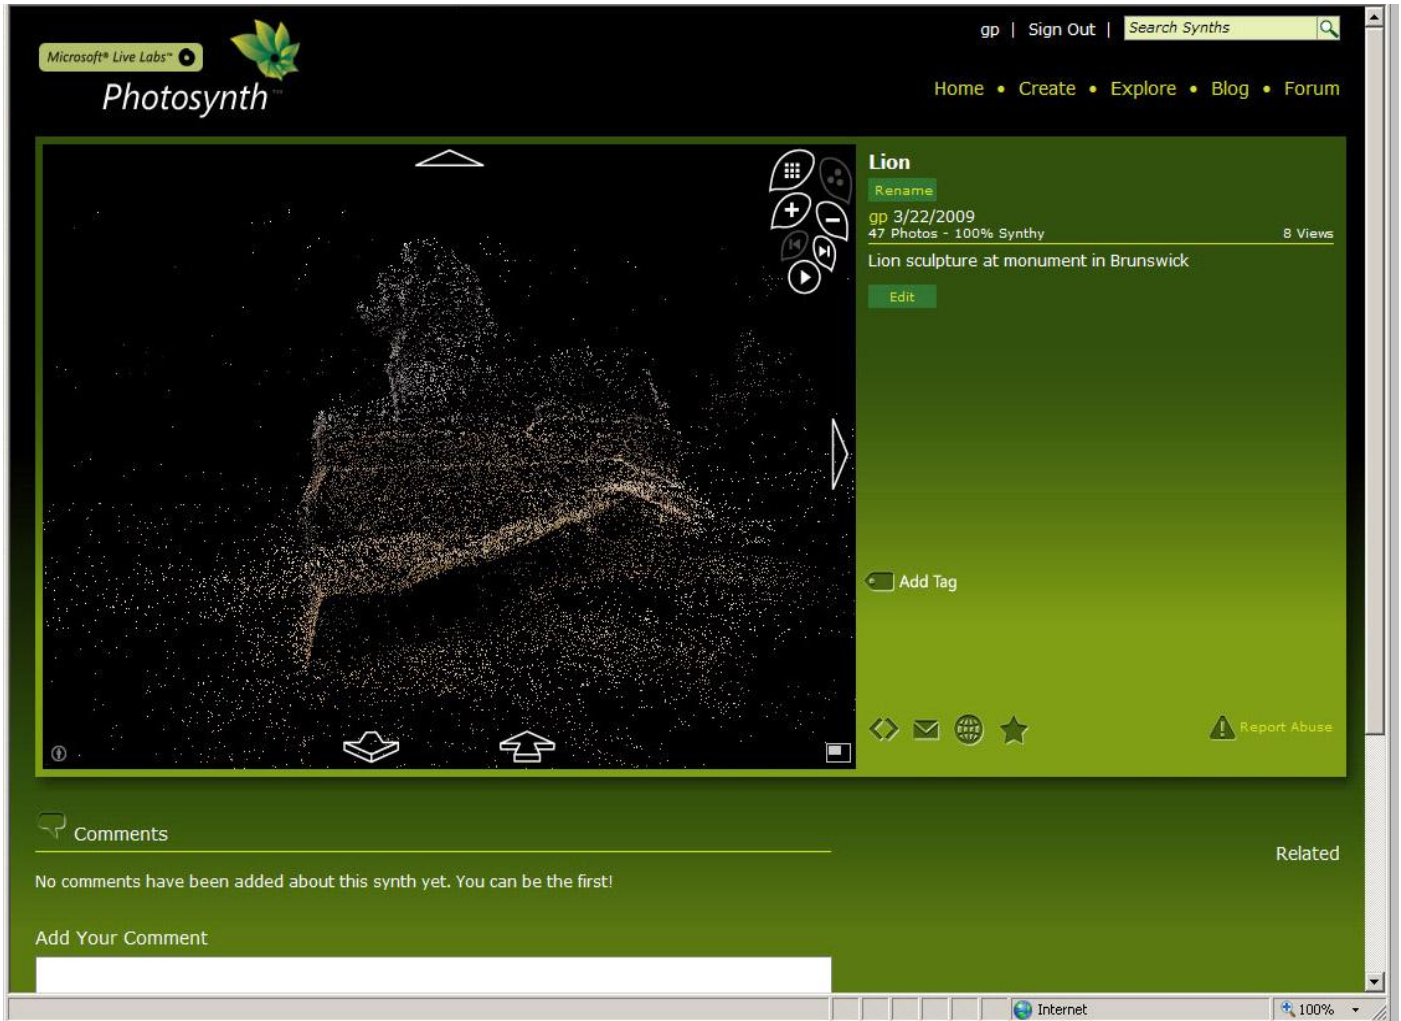 gp | Sign Out | Search Synths
Microsoft® Live Labs™
Photosynth™
Home • Create • Explore • Blog • Forum
Lion
Rename
gp 3/22/2009
47 Photos - 100% Synthy 8 Views
Lion sculpture at monument in Brunswick
Edit
Add Tag
Report Abuse
Comments
Related
No comments have been added about this synth yet. You can be the first!
Add Your Comment
Internet 100%